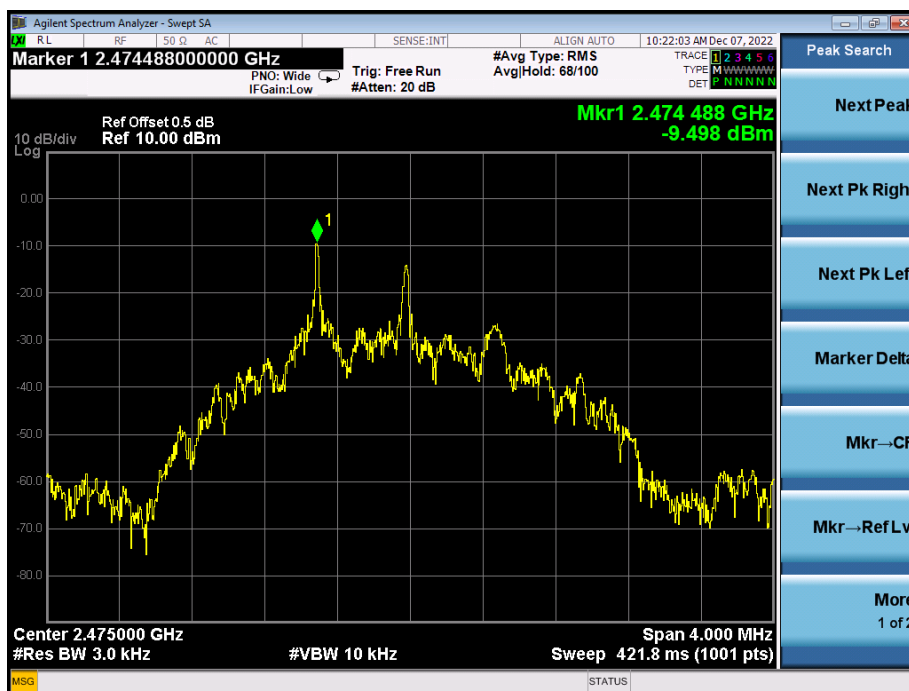 Agilent Spectrum Analyzer - Swept SA
LXI RL RF 50 Ω AC SENSE:INT ALIGN AUTO 10:22:03 AM Dec 07, 2022
Marker 1 2.474488000000 GHz
PNO: Wide
IFGain:Low
Trig: Free Run
#Atten: 20 dB
#Avg Type: RMS
Avg|Hold: 68/100
TRACE 1 2 3 4 5 6
TYPE M WWWWW
DET P N N N N N
Peak Search
Next Peak
Next Pk Righ
Next Pk Lef
Marker Delta
Mkr→CF
Mkr→Ref Lv
More
1 of 2
Ref Offset 0.5 dB
10 dB/div Ref 10.00 dBm
Log
Mkr1 2.474 488 GHz
-9.498 dBm
1
0.00
-10.0
-20.0
-30.0
-40.0
-50.0
-60.0
-70.0
-80.0
Center 2.475000 GHz Span 4.000 MHz
#Res BW 3.0 kHz #VBW 10 kHz Sweep 421.8 ms (1001 pts)
MSG STATUS